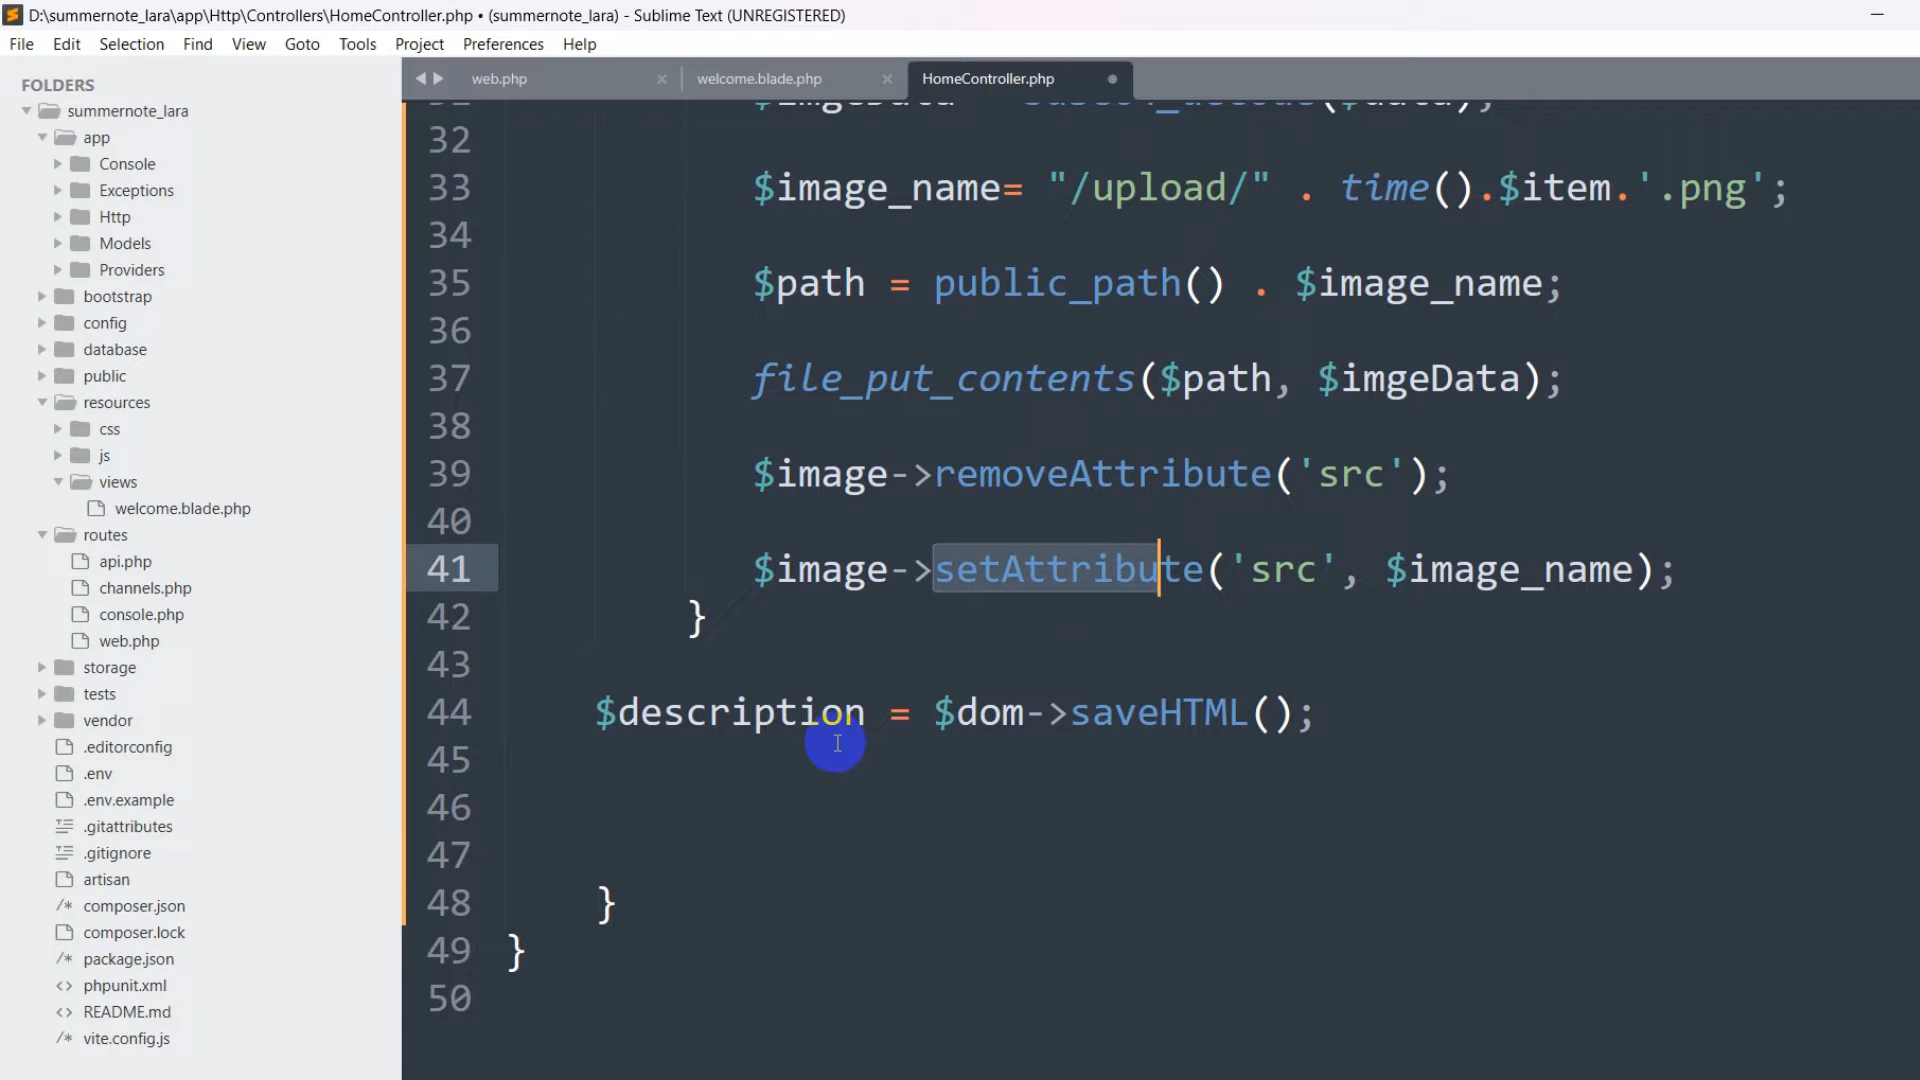 D:\summernote_lara\app\Http\Controllers\HomeController.php • (summernote_lara) - Sublime Text (UNREGISTERED)
File Edit Selection Find View Goto Tools Project Preferences Help
FOLDERS
summernote_lara
app
Console
Exceptions
Http
Models
Providers
bootstrap
config
database
public
resources
css
js
views
welcome.blade.php
routes
api.php
channels.php
console.php
web.php
storage
tests
vendor
.editorconfig
.env
.env.example
.gitattributes
.gitignore
artisan
composer.json
composer.lock
package.json
phpunit.xml
README.md
vite.config.js
web.php welcome.blade.php HomeController.php
32
33 $image_name= "/upload/" . time().$item.'.png';
34
35 $path = public_path() . $image_name;
36
37 file_put_contents($path, $imgeData);
38
39 $image->removeAttribute('src');
40
41 $image->setAttribute('src', $image_name);
42 }
43
44 $description = $dom->saveHTML();
45
46
47
48 }
49 }
50